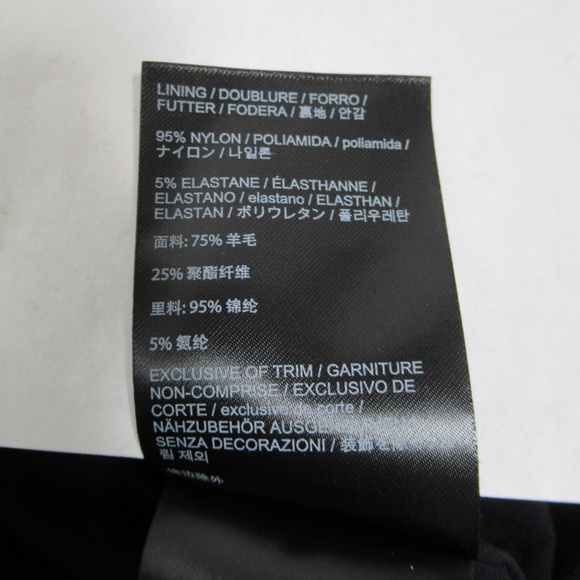 LINING / DOUBLURE / FORRO /
FUTTER / FODERA / 裏地 / 안감
95% NYLON / POLIAMIDA / poliamida /
ナイロン / 나일론
5% ELASTANE / ÉLASTHANNE /
ELASTANO / elastano / ELASTHAN /
ELASTAN / ポリウレタン / 폴리우레탄
面料: 75% 羊毛
25% 聚酯纤维
里料: 95% 锦纶
5% 氨纶
EXCLUSIVE OF TRIM / GARNITURE
NON-COMPRISE / EXCLUSIVO DE
CORTE / exclusive de corte /
NÄHZUBEHÖR
SENZA DECORAZIONI / 装飾を
림 제외